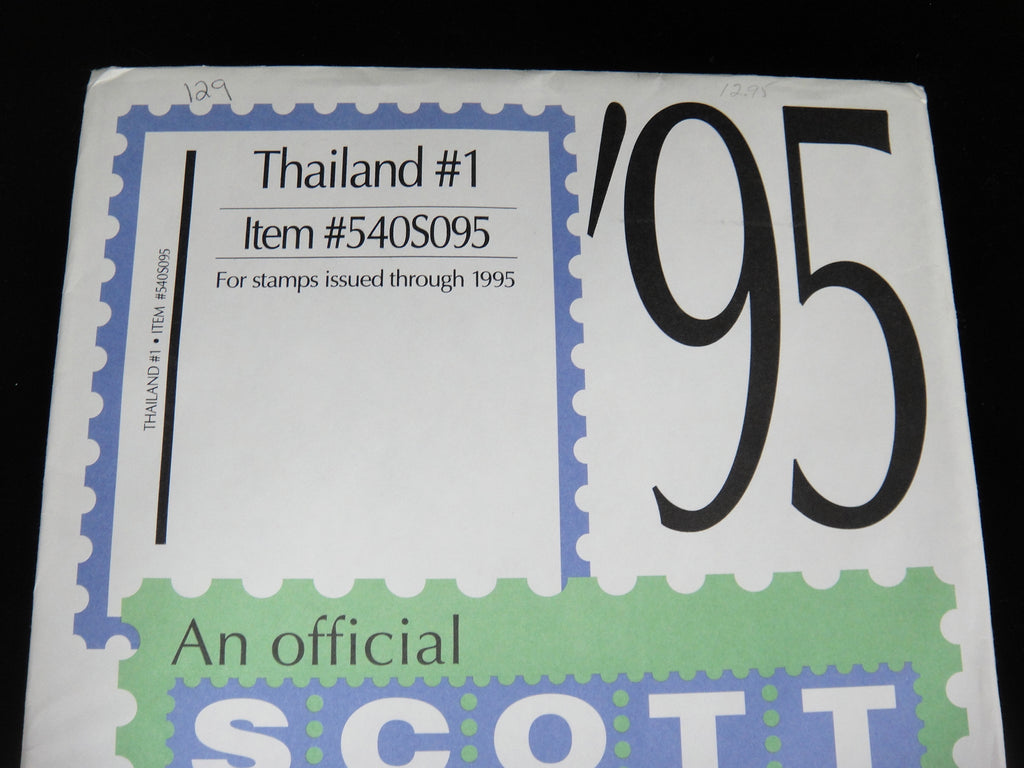 129
12.95
'95
Thailand #1
Item #540S095
For stamps issued through 1995
THAILAND #1 • ITEM #540S095
An official
SCOTT